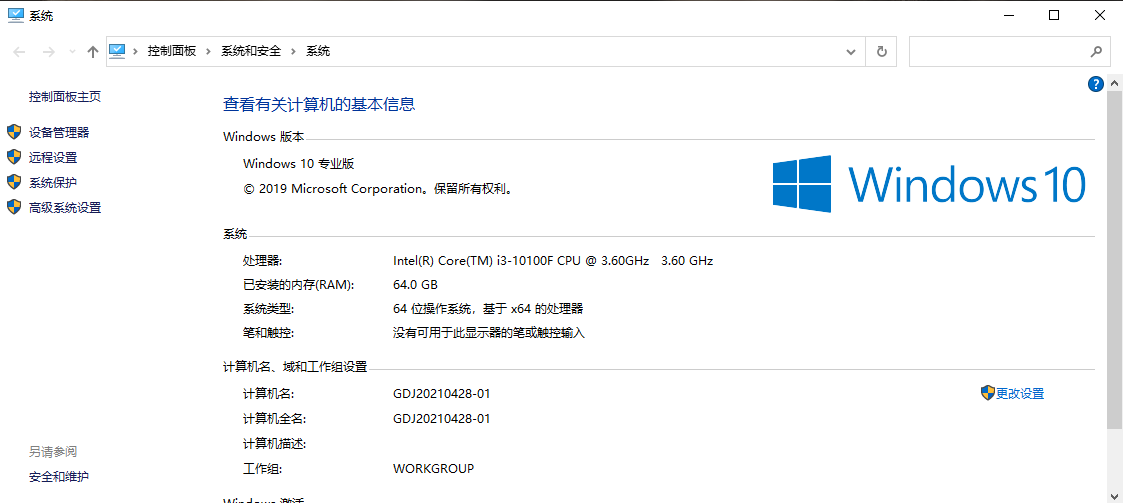 系统
控制面板 › 系统和安全 › 系统
控制面板主页
设备管理器
远程设置
系统保护
高级系统设置
查看有关计算机的基本信息
Windows 版本
Windows 10 专业版
© 2019 Microsoft Corporation。保留所有权利。
Windows 10
系统
处理器: Intel(R) Core(TM) i3-10100F CPU @ 3.60GHz 3.60 GHz
已安装的内存(RAM): 64.0 GB
系统类型: 64 位操作系统, 基于 x64 的处理器
笔和触控: 没有可用于此显示器的笔或触控输入
计算机名、域和工作组设置
计算机名: GDJ20210428-01
更改设置
计算机全名: GDJ20210428-01
计算机描述:
工作组: WORKGROUP
另请参阅
安全和维护
Windows 激活